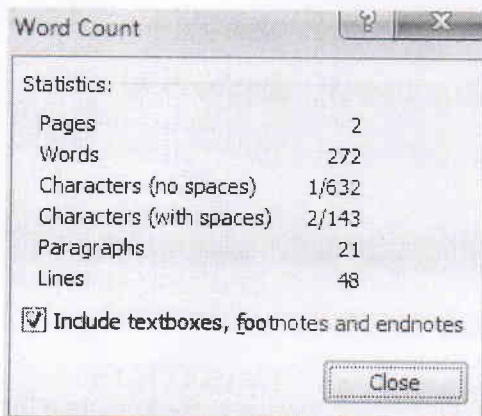 Word Count
Statistics:
Pages 2
Words 272
Characters (no spaces) 1/632
Characters (with spaces) 2/143
Paragraphs 21
Lines 48
Include textboxes, footnotes and endnotes
Close